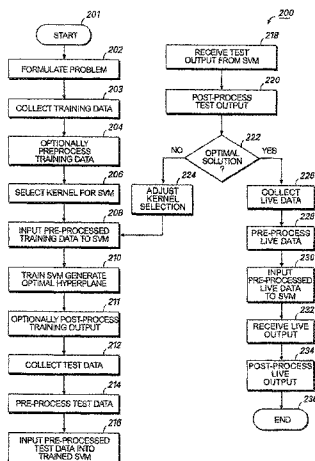 200
201
START
202
FORMULATE PROBLEM
203
COLLECT TRAINING DATA
204
OPTIONALLY
PREPROCESS
TRAINING DATA
206
SELECT KERNEL FOR SVM
208
INPUT PRE-PROCESSED
TRAINING DATA TO SVM
210
TRAIN SVM GENERATE
OPTIMAL HYPERPLANE
211
OPTIONALLY POST-PROCESS
TRAINING OUTPUT
212
COLLECT TEST DATA
214
PRE-PROCESS TEST DATA
216
INPUT PRE-PROCESSED
TEST DATA INTO
TRAINED SVM
218
RECEIVE TEST
OUTPUT FROM SVM
220
POST-PROCESS
TEST OUTPUT
222
OPTIMAL
SOLUTION
?
NO
YES
224
ADJUST
KERNEL
SELECTION
226
COLLECT
LIVE DATA
228
PRE-PROCESS
LIVE DATA
230
INPUT
PRE-PROCESSED
LIVE DATA
TO SVM
232
RECEIVE LIVE
OUTPUT
234
POST-PROCESS
LIVE
OUTPUT
236
END